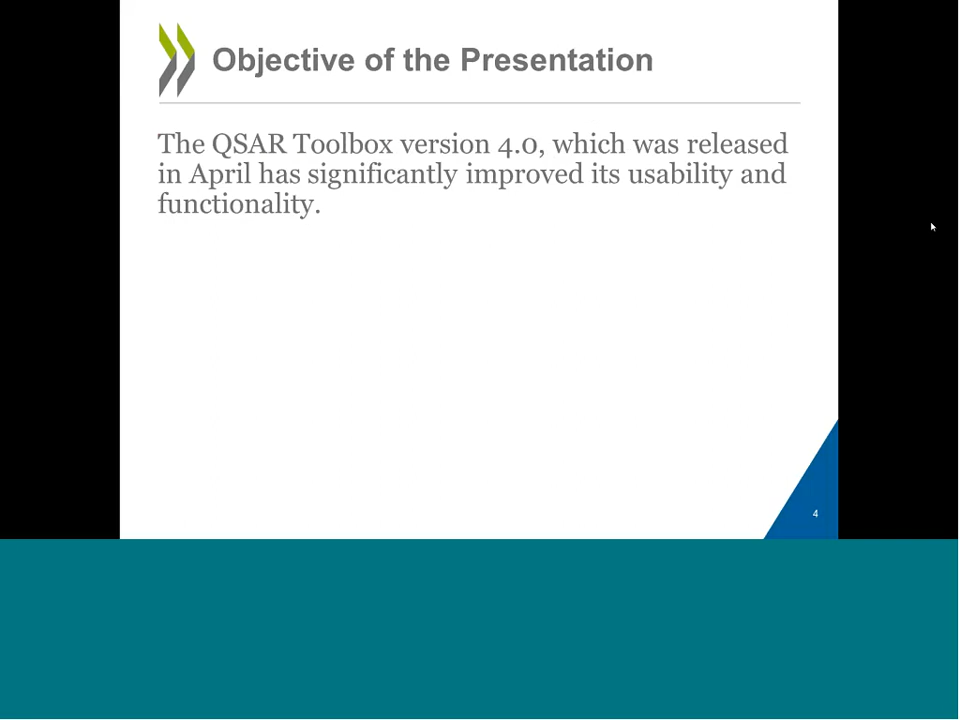 Objective of the Presentation
The QSAR Toolbox version 4.0, which was released
in April has significantly improved its usability and
functionality.
4